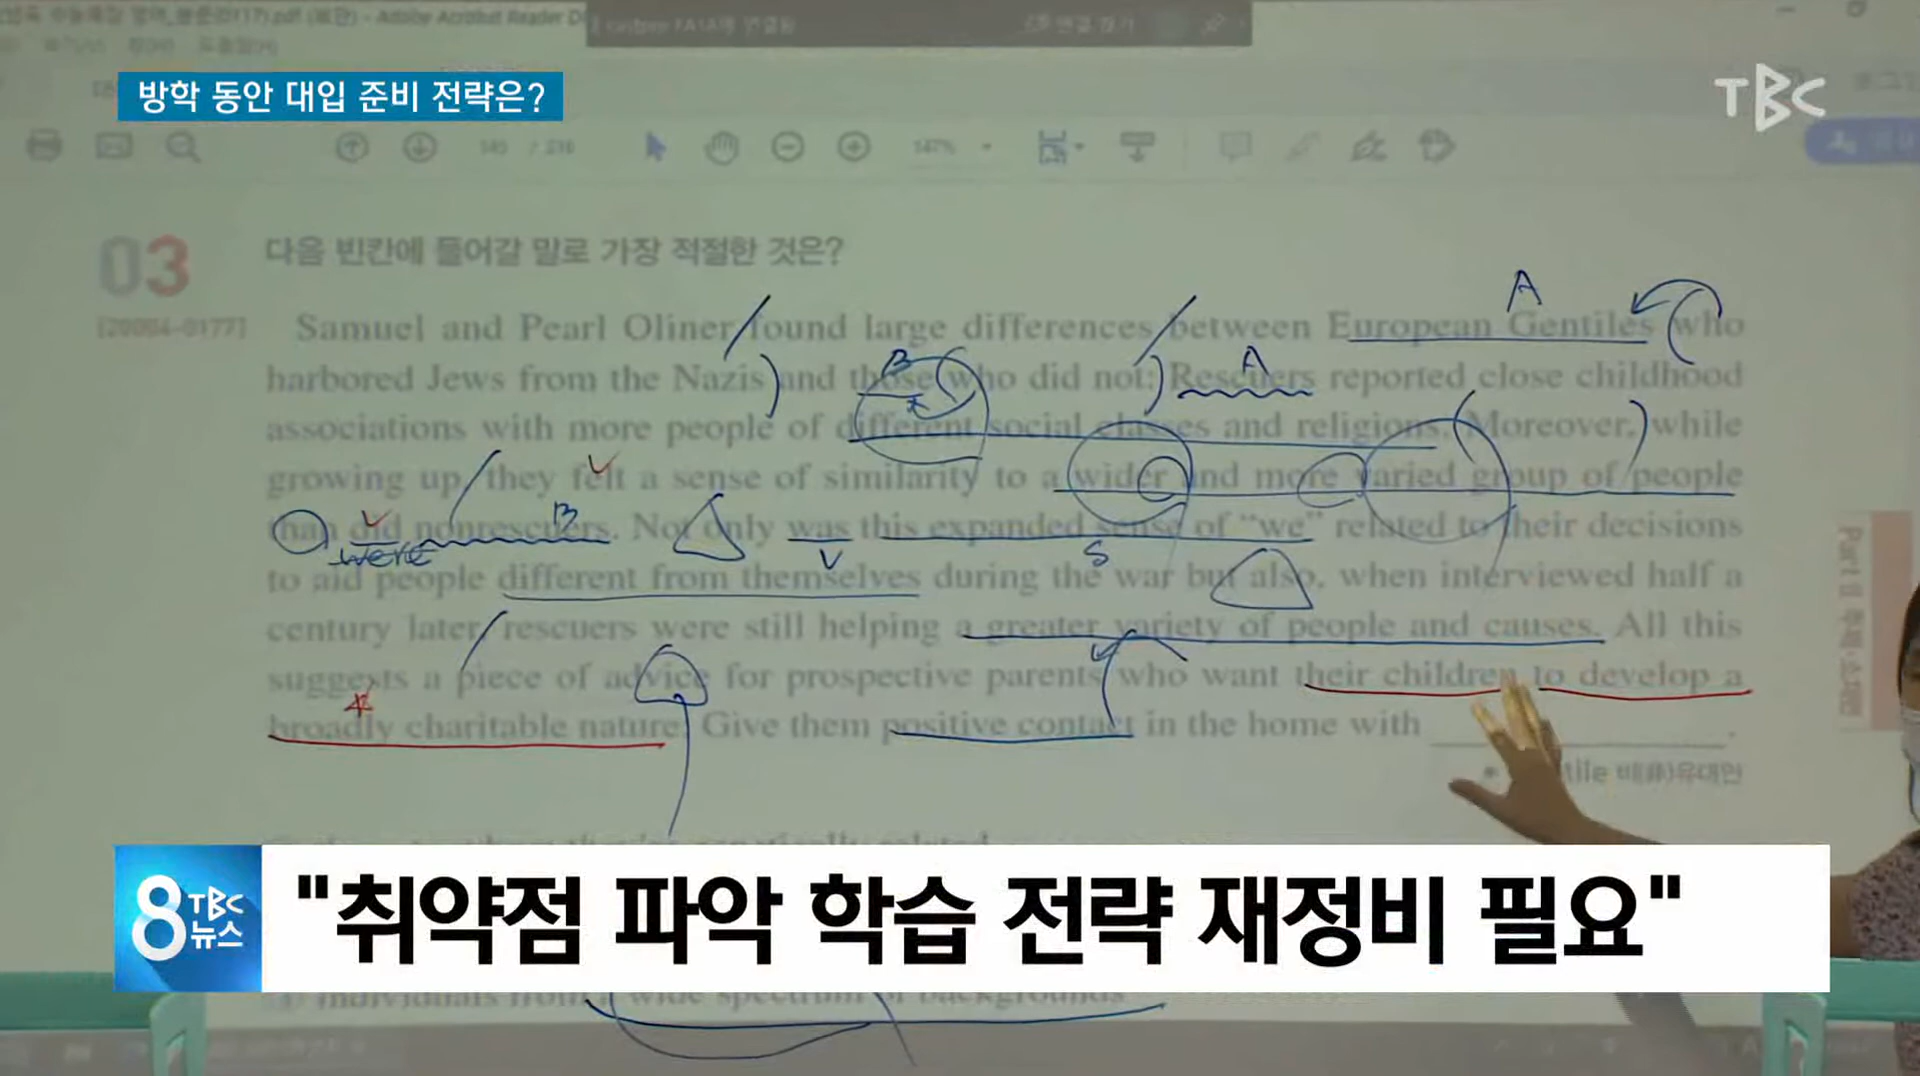 방학 동안 대입 준비 전략은?
TBC
03
다음 빈칸에 들어갈 말로 가장 적절한 것은?
[20004-0177]
Samuel and Pearl Oliner found large differences between European Gentiles who
harbored Jews from the Nazis and those who did not. Rescuers reported close childhood
associations with more people of different social classes and religions. Moreover, while
growing up, they felt a sense of similarity to a wider and more varied group of people
than did nonrescuers. Not only was this expanded sense of “we” related to their decisions
were
to aid people different from themselves during the war but also, when interviewed half a
century later, rescuers were still helping a greater variety of people and causes. All this
suggests a piece of advice for prospective parents who want their children to develop a
broadly charitable nature: Give them positive contact in the home with
individuals from a wide spectrum of backgrounds
8 TBC 뉴스
"취약점 파악 학습 전략 재정비 필요"